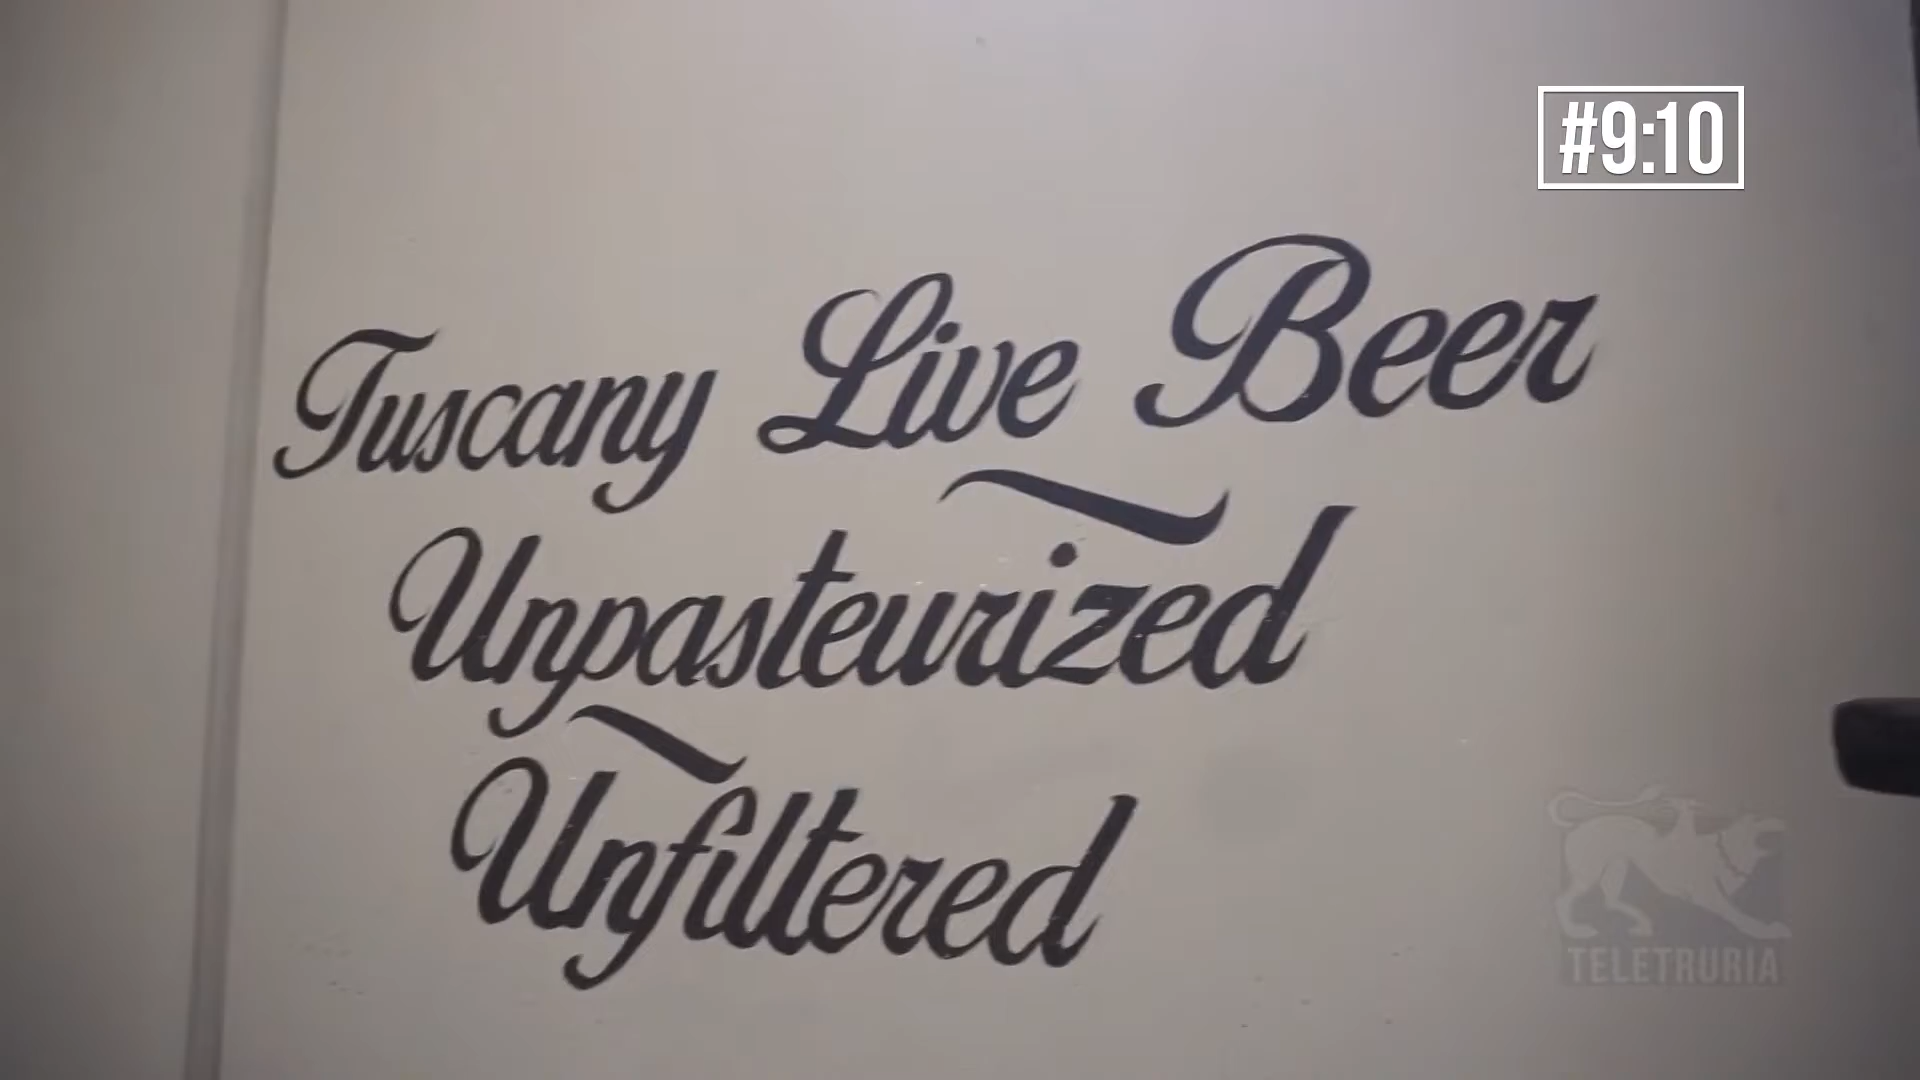 #9:10
Tuscany Live Beer
Unpasteurized
Unfiltered
TELETRURIA